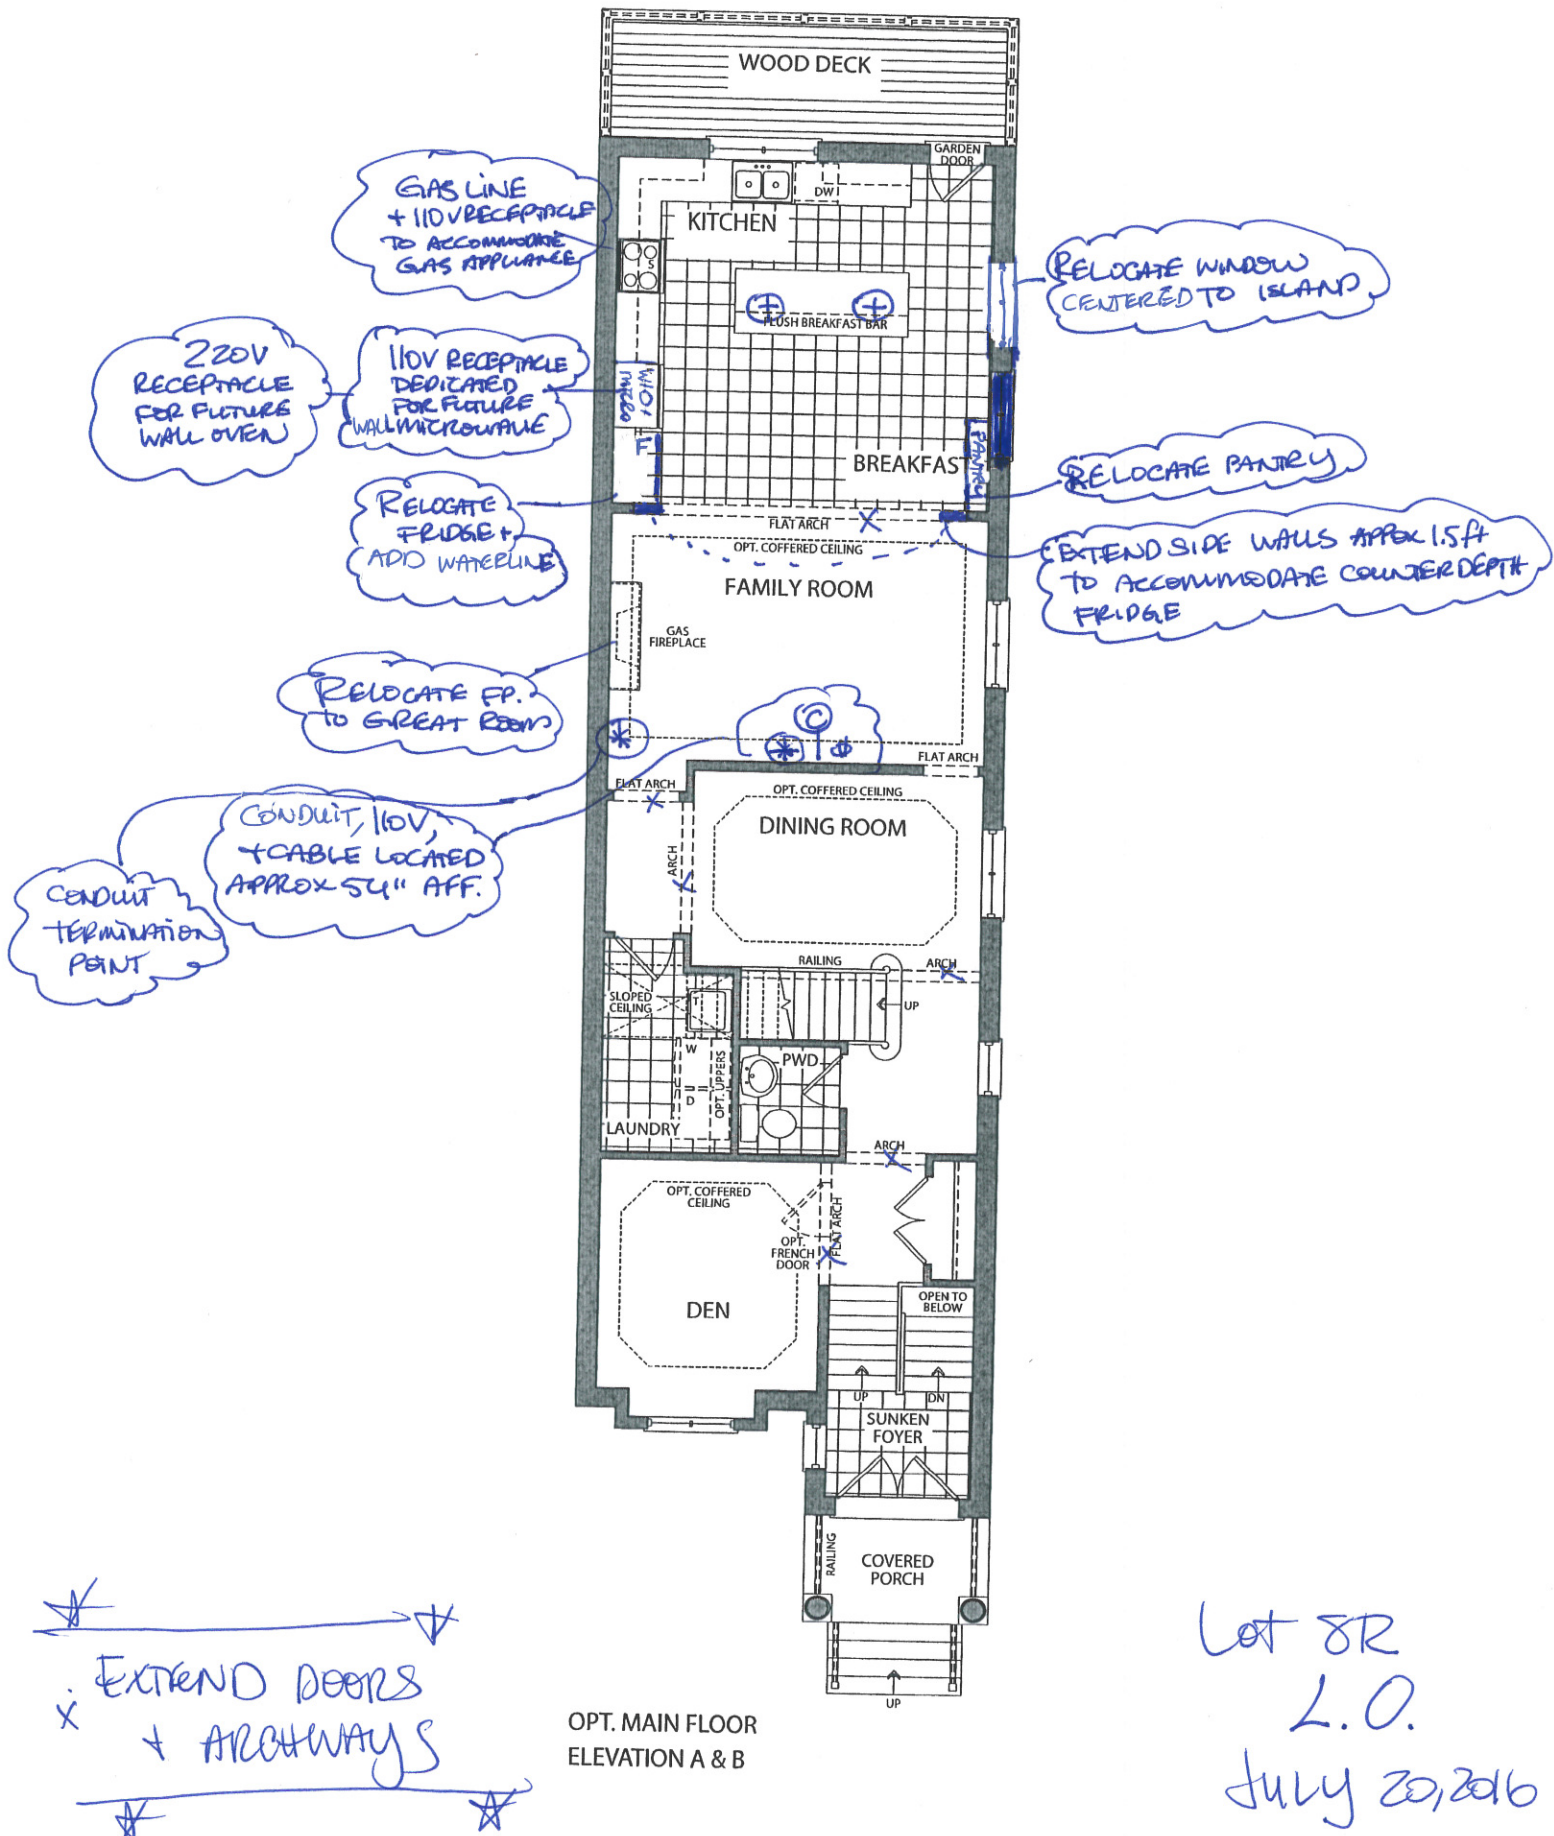 WOOD DECK
GARDEN
DOOR
DW
KITCHEN
S
FLUSH BREAKFAST BAR
GAS LINE
+ 110V RECEPTACLE
TO ACCOMMODATE
GAS APPLIANCE
RELOCATE WINDOW
CENTERED TO ISLAND
220V
RECEPTACLE
FOR FUTURE
WALL OVEN
110V RECEPTACLE
DEDICATED
FOR FUTURE
WALL MICROWAVE
WHO+
MICRO
F
BREAKFAS
PANTRY
RELOCATE PANTRY
RELOCATE
FRIDGE +
ADD WATERLINE
FLAT ARCH
X
OPT. COFFERED CEILING
EXTEND SIDE WALLS APPOX 1.5ft
TO ACCOMMODATE COUNTERDEPTH
FRIDGE
FAMILY ROOM
GAS
FIREPLACE
RELOCATE FP.
TO GREAT ROOM
C
FLAT ARCH
FLAT ARCH
X
OPT. COFFERED CEILING
DINING ROOM
ARCH
X
CONDUIT, 110V,
+ CABLE LOCATED
APPROX 54" AFF.
CONDUIT
TERMINATION
POINT
RAILING
ARCH
X
SLOPED
CEILING
T
UP
W
D
OPT. UPPERS
PWD
LAUNDRY
ARCH
X
OPT. COFFERED
CEILING
OPT.
FRENCH
DOOR
FLAT ARCH
X
DEN
OPEN TO
BELOW
UP
DN
SUNKEN
FOYER
RAILING
COVERED
PORCH
UP
X: EXTEND DOORS
+ ARCHWAYS
OPT. MAIN FLOOR
ELEVATION A & B
Lot 8R
L.O.
JULY 20, 2016